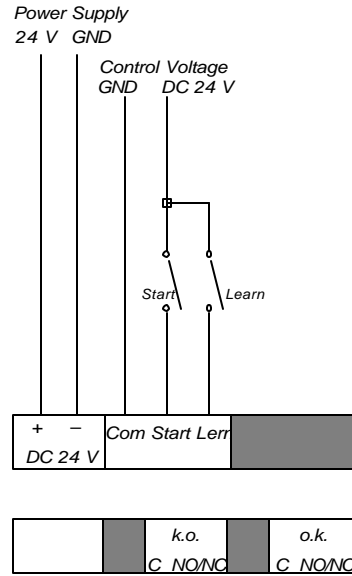 Power Supply
24 V GND
Control Voltage
GND DC 24 V
Start Learn
+ − Com Start Lerr
DC 24 V
k.o. o.k.
C NO/NC C NO/NC